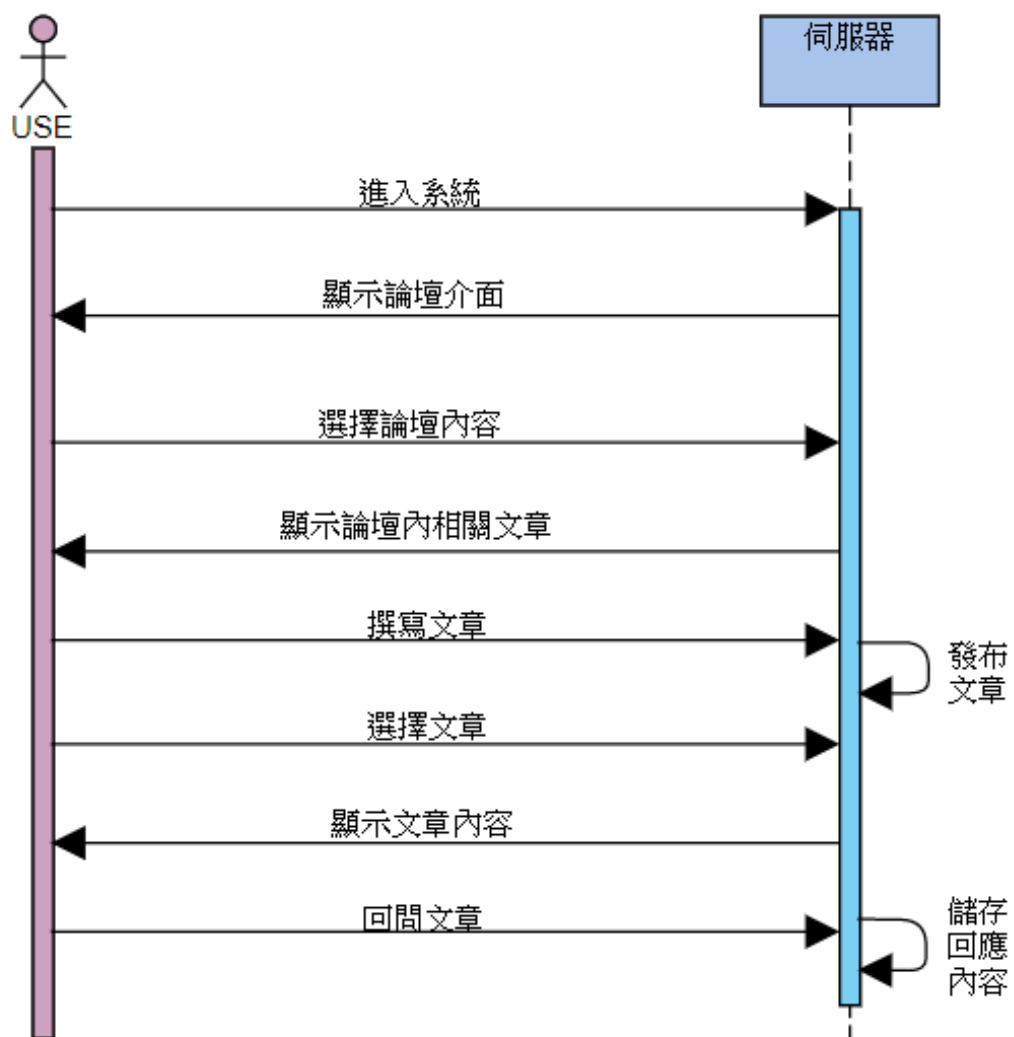 伺服器
USE
進入系統
顯示論壇介面
選擇論壇內容
顯示論壇內相關文章
撰寫文章
發布
文章
選擇文章
顯示文章內容
回問文章
儲存
回應
內容